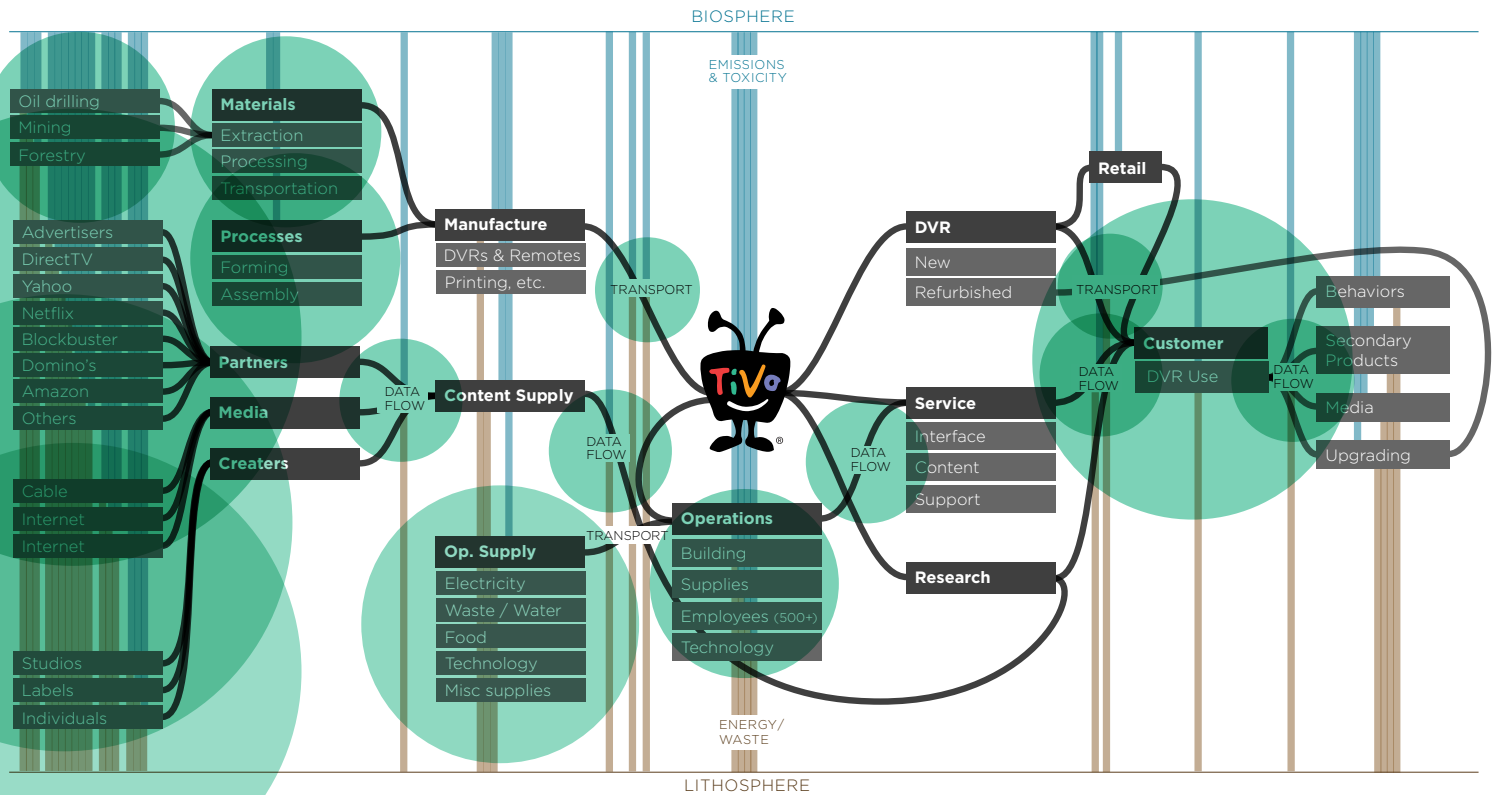 BIOSPHERE
EMISSIONS
& TOXICITY
Oil drilling
Mining
Forestry
Materials
Extraction
Processing
Transportation
Advertisers
DirectTV
Yahoo
Netflix
Blockbuster
Domino's
Amazon
Others
Processes
Forming
Assembly
Partners
Media
Creaters
Cable
Internet
Internet
Studios
Labels
Individuals
DATA
FLOW
Manufacture
DVRs & Remotes
Printing, etc.
Content Supply
Op. Supply
Electricity
Waste / Water
Food
Technology
Misc supplies
TRANSPORT
DATA
FLOW
TRANSPORT
TiVo
®
Operations
Building
Supplies
Employees (500+)
Technology
DATA
FLOW
DVR
New
Refurbished
Service
Interface
Content
Support
Research
Retail
TRANSPORT
DATA
FLOW
Customer
DVR Use
DATA
FLOW
Behaviors
Secondary
Products
Media
Upgrading
ENERGY/
WASTE
LITHOSPHERE